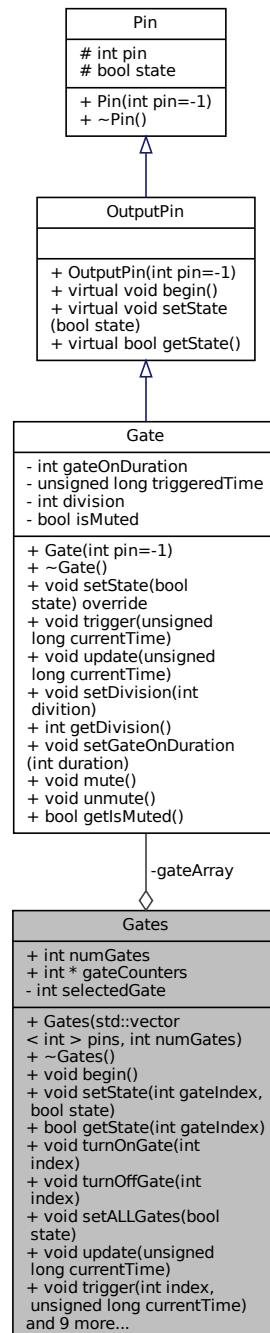 Pin
# int pin
# bool state
+ Pin(int pin=-1)
+ ~Pin()
OutputPin
+ OutputPin(int pin=-1)
+ virtual void begin()
+ virtual void setState
(bool state)
+ virtual bool getState()
Gate
- int gateOnDuration
- unsigned long triggeredTime
- int division
- bool isMuted
+ Gate(int pin=-1)
+ ~Gate()
+ void setState(bool
state) override
+ void trigger(unsigned
long currentTime)
+ void update(unsigned
long currentTime)
+ void setDivision(int
divition)
+ int getDivision()
+ void setGateOnDuration
(int duration)
+ void mute()
+ void unmute()
+ bool getIsMuted()
-gateArray
Gates
+ int numGates
+ int * gateCounters
- int selectedGate
+ Gates(std::vector
< int > pins, int numGates)
+ ~Gates()
+ void begin()
+ void setState(int gateIndex,
bool state)
+ bool getState(int gateIndex)
+ void turnOnGate(int
index)
+ void turnOffGate(int
index)
+ void setALLGates(bool
state)
+ void update(unsigned
long currentTime)
+ void trigger(int index,
unsigned long currentTime)
and 9 more...